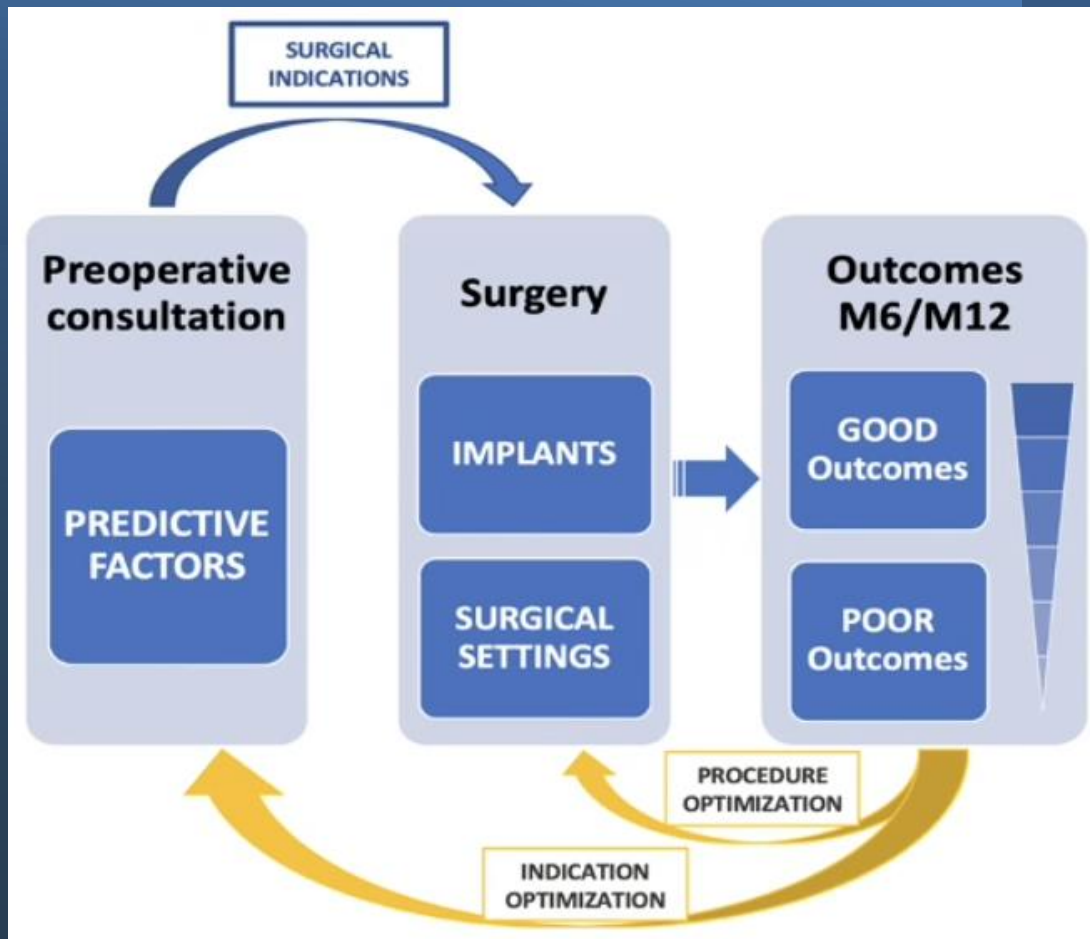 SURGICAL
INDICATIONS
Preoperative
consultation
PREDICTIVE
FACTORS
Surgery
IMPLANTS
SURGICAL
SETTINGS
Outcomes
M6/M12
GOOD
Outcomes
POOR
Outcomes
PROCEDURE
OPTIMIZATION
INDICATION
OPTIMIZATION